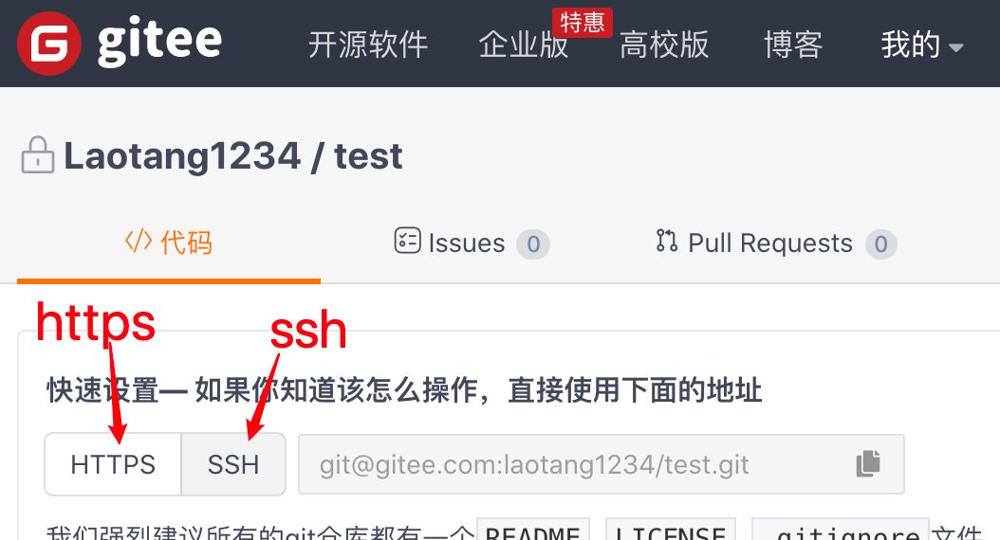 gitee 开源软件 企业版 特惠 高校版 博客 我的
Laotang1234 / test
</> 代码 Issues 0 Pull Requests 0
https ssh
快速设置— 如果你知道该怎么操作，直接使用下面的地址
HTTPS SSH git@gitee.com:laotang1234/test.git
我们强烈建议所有的git仓库都有一个 README LICENSE .gitignore 文件